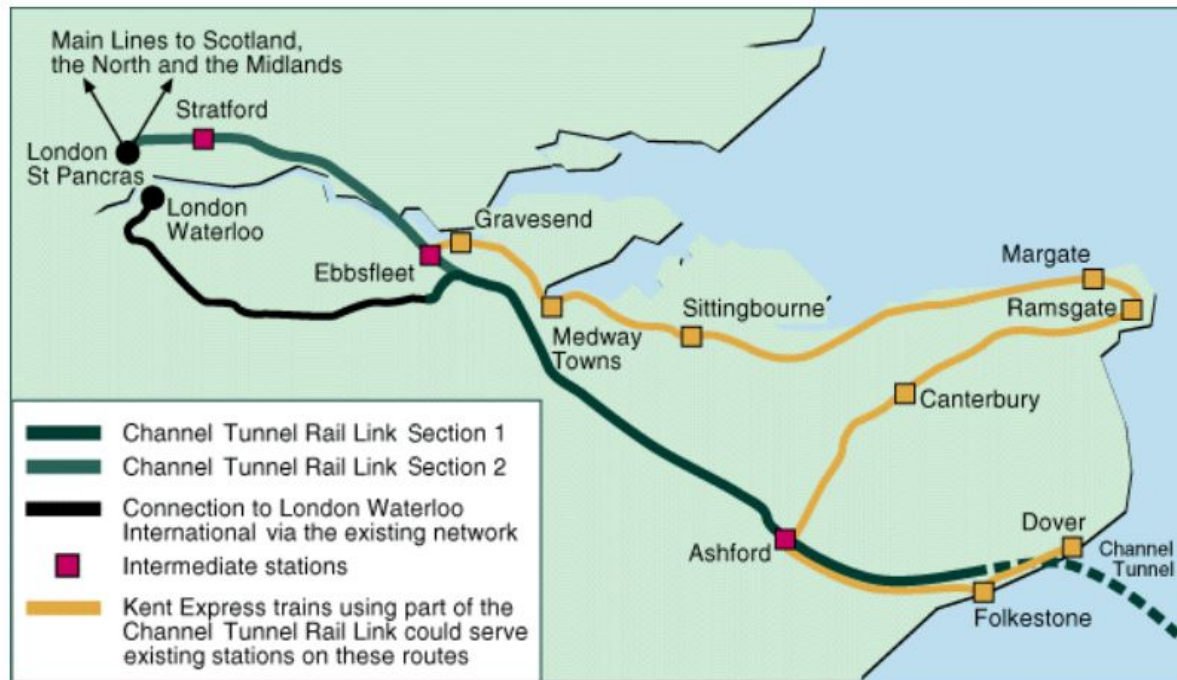 Main Lines to Scotland,
the North and the Midlands
Stratford
London
St Pancras
London
Waterloo
Gravesend
Ebbsfleet
Margate
Sittingbourne
Ramsgate
Medway
Towns
Canterbury
Dover
Ashford
Channel
Tunnel
Folkestone
Channel Tunnel Rail Link Section 1
Channel Tunnel Rail Link Section 2
Connection to London Waterloo
International via the existing network
Intermediate stations
Kent Express trains using part of the
Channel Tunnel Rail Link could serve
existing stations on these routes